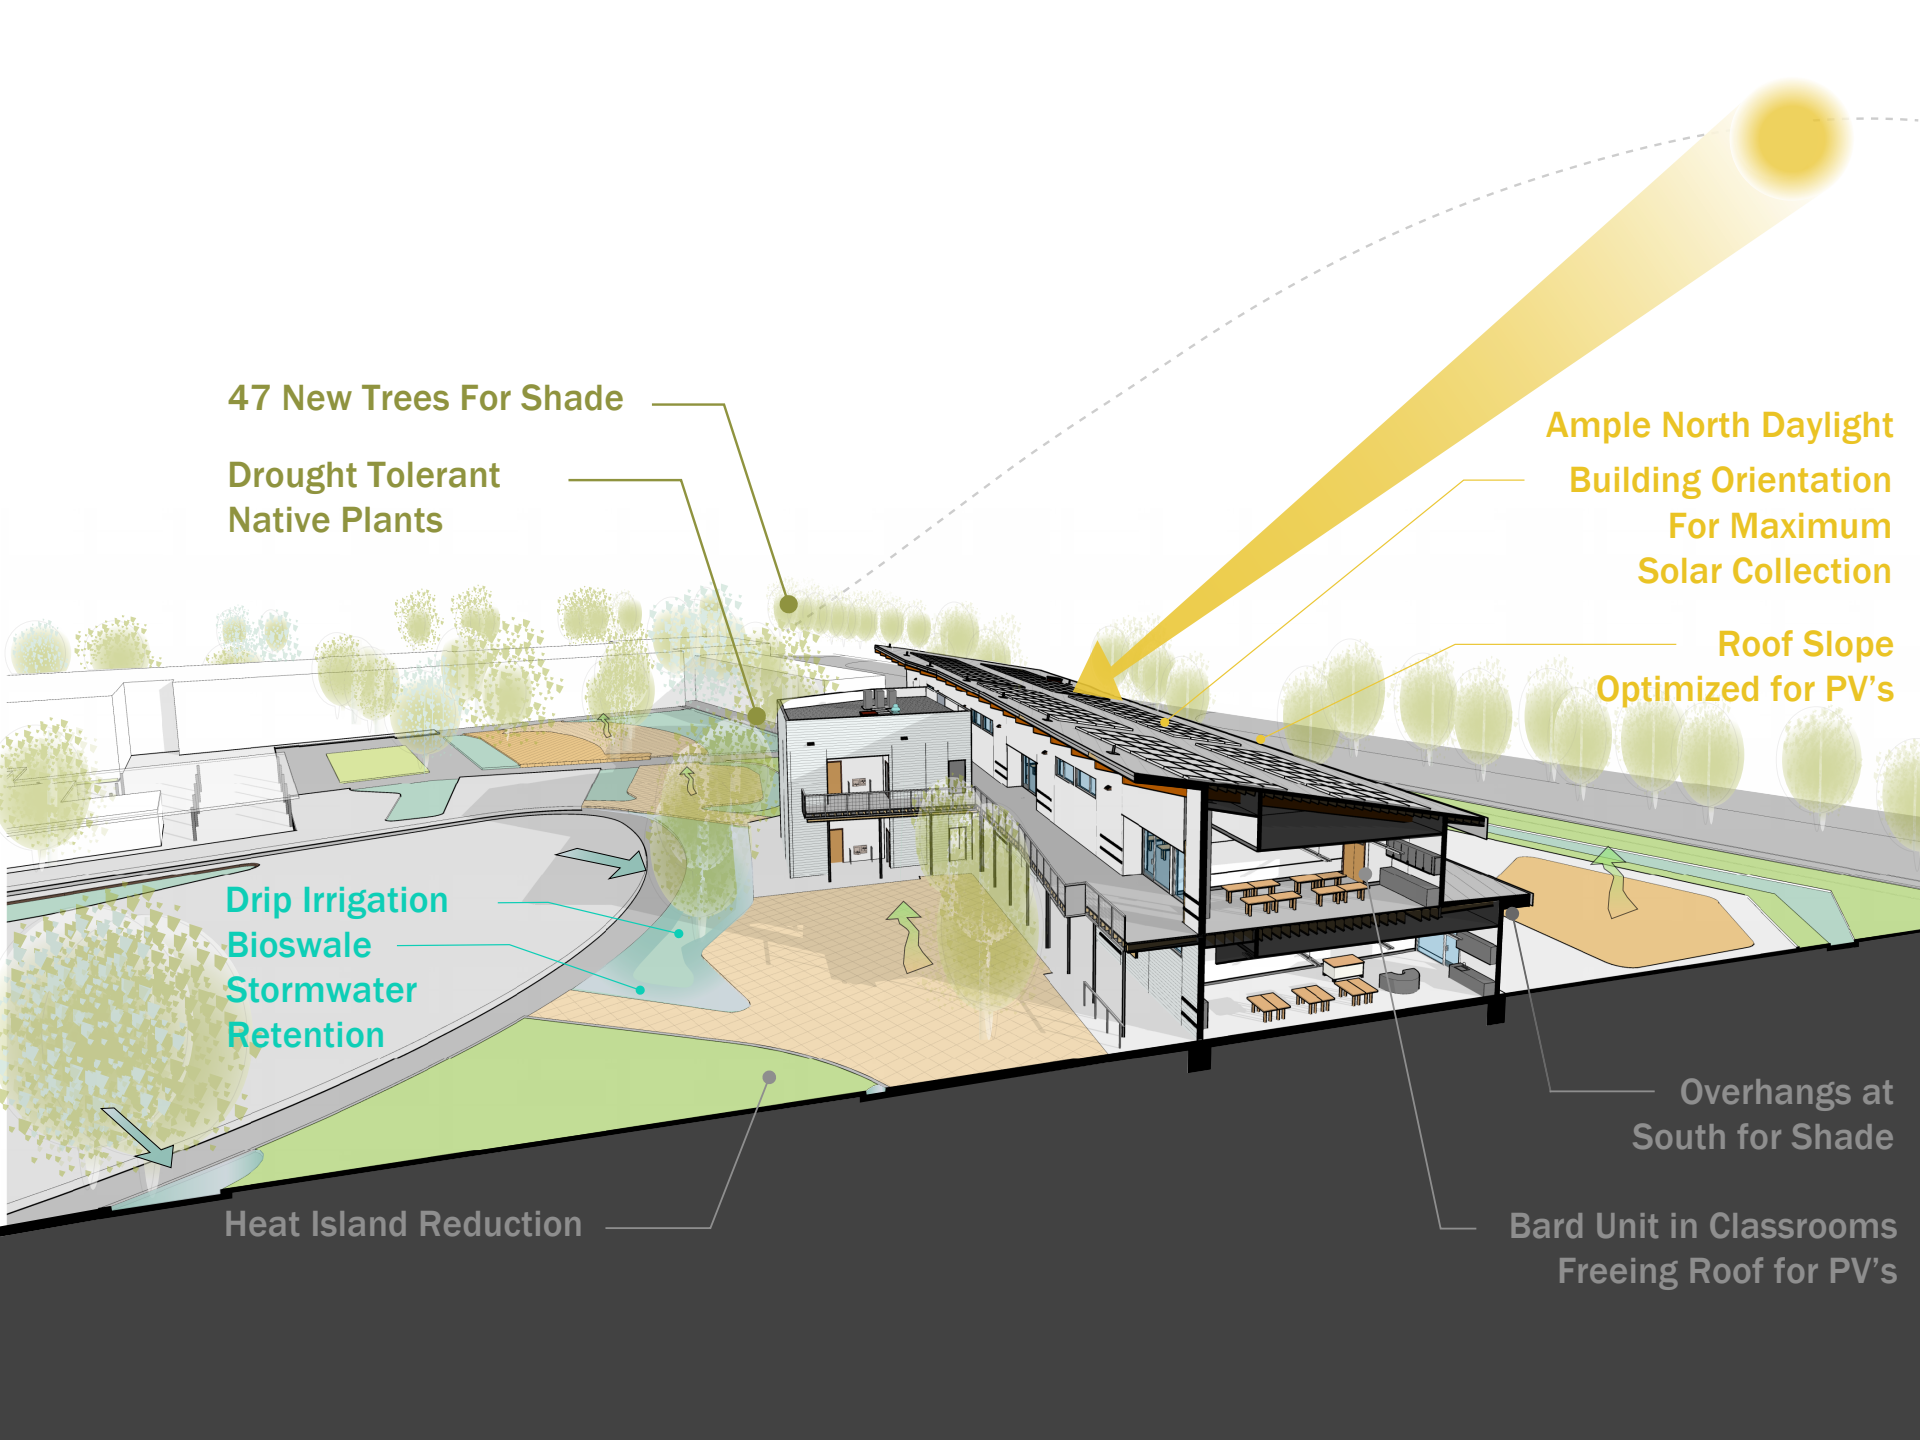 47 New Trees For Shade
Drought Tolerant
Native Plants
Ample North Daylight
Building Orientation
For Maximum
Solar Collection
Roof Slope
Optimized for PV's
Drip Irrigation
Bioswale
Stormwater
Retention
Heat Island Reduction
Overhangs at
South for Shade
Bard Unit in Classrooms
Freeing Roof for PV's